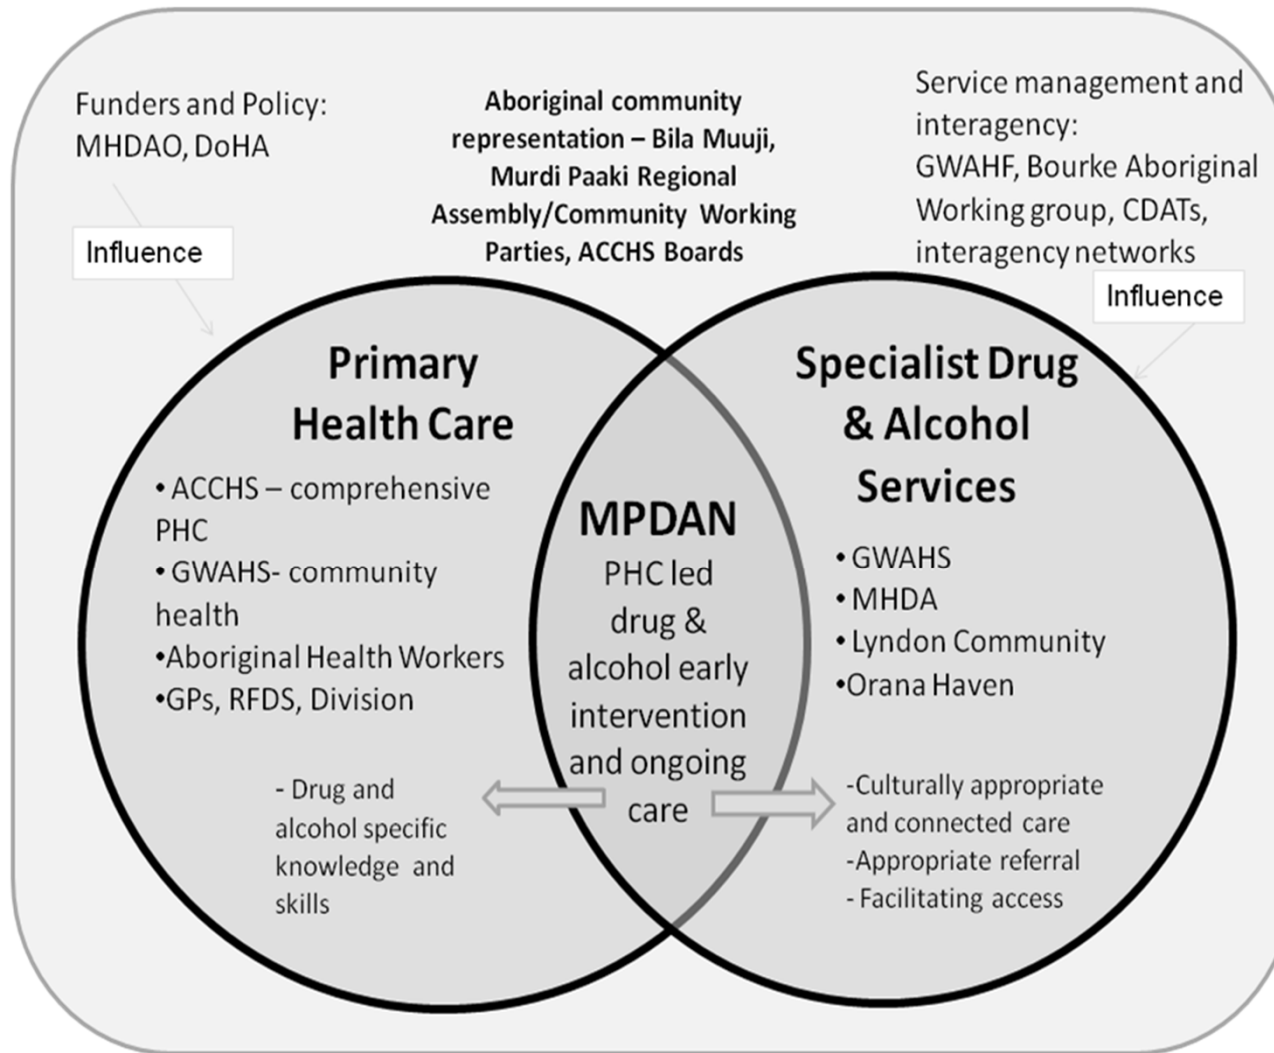 Funders and Policy:
MHDAO, DoHA
Influence
Aboriginal community
representation – Bila Muuji,
Murdi Paaki Regional
Assembly/Community Working
Parties, ACCHS Boards
Service management and
interagency:
GWAHF, Bourke Aboriginal
Working group, CDATs,
interagency networks
Influence
Primary
Health Care
• ACCHS – comprehensive
PHC
• GWAHS- community
health
•Aboriginal Health Workers
•GPs, RFDS, Division
- Drug and
alcohol specific
knowledge and
skills
MPDAN
PHC led
drug &
alcohol early
intervention
and ongoing
care
Specialist Drug
& Alcohol
Services
• GWAHS
• MHDA
• Lyndon Community
•Orana Haven
-Culturally appropriate
and connected care
-Appropriate referral
- Facilitating access